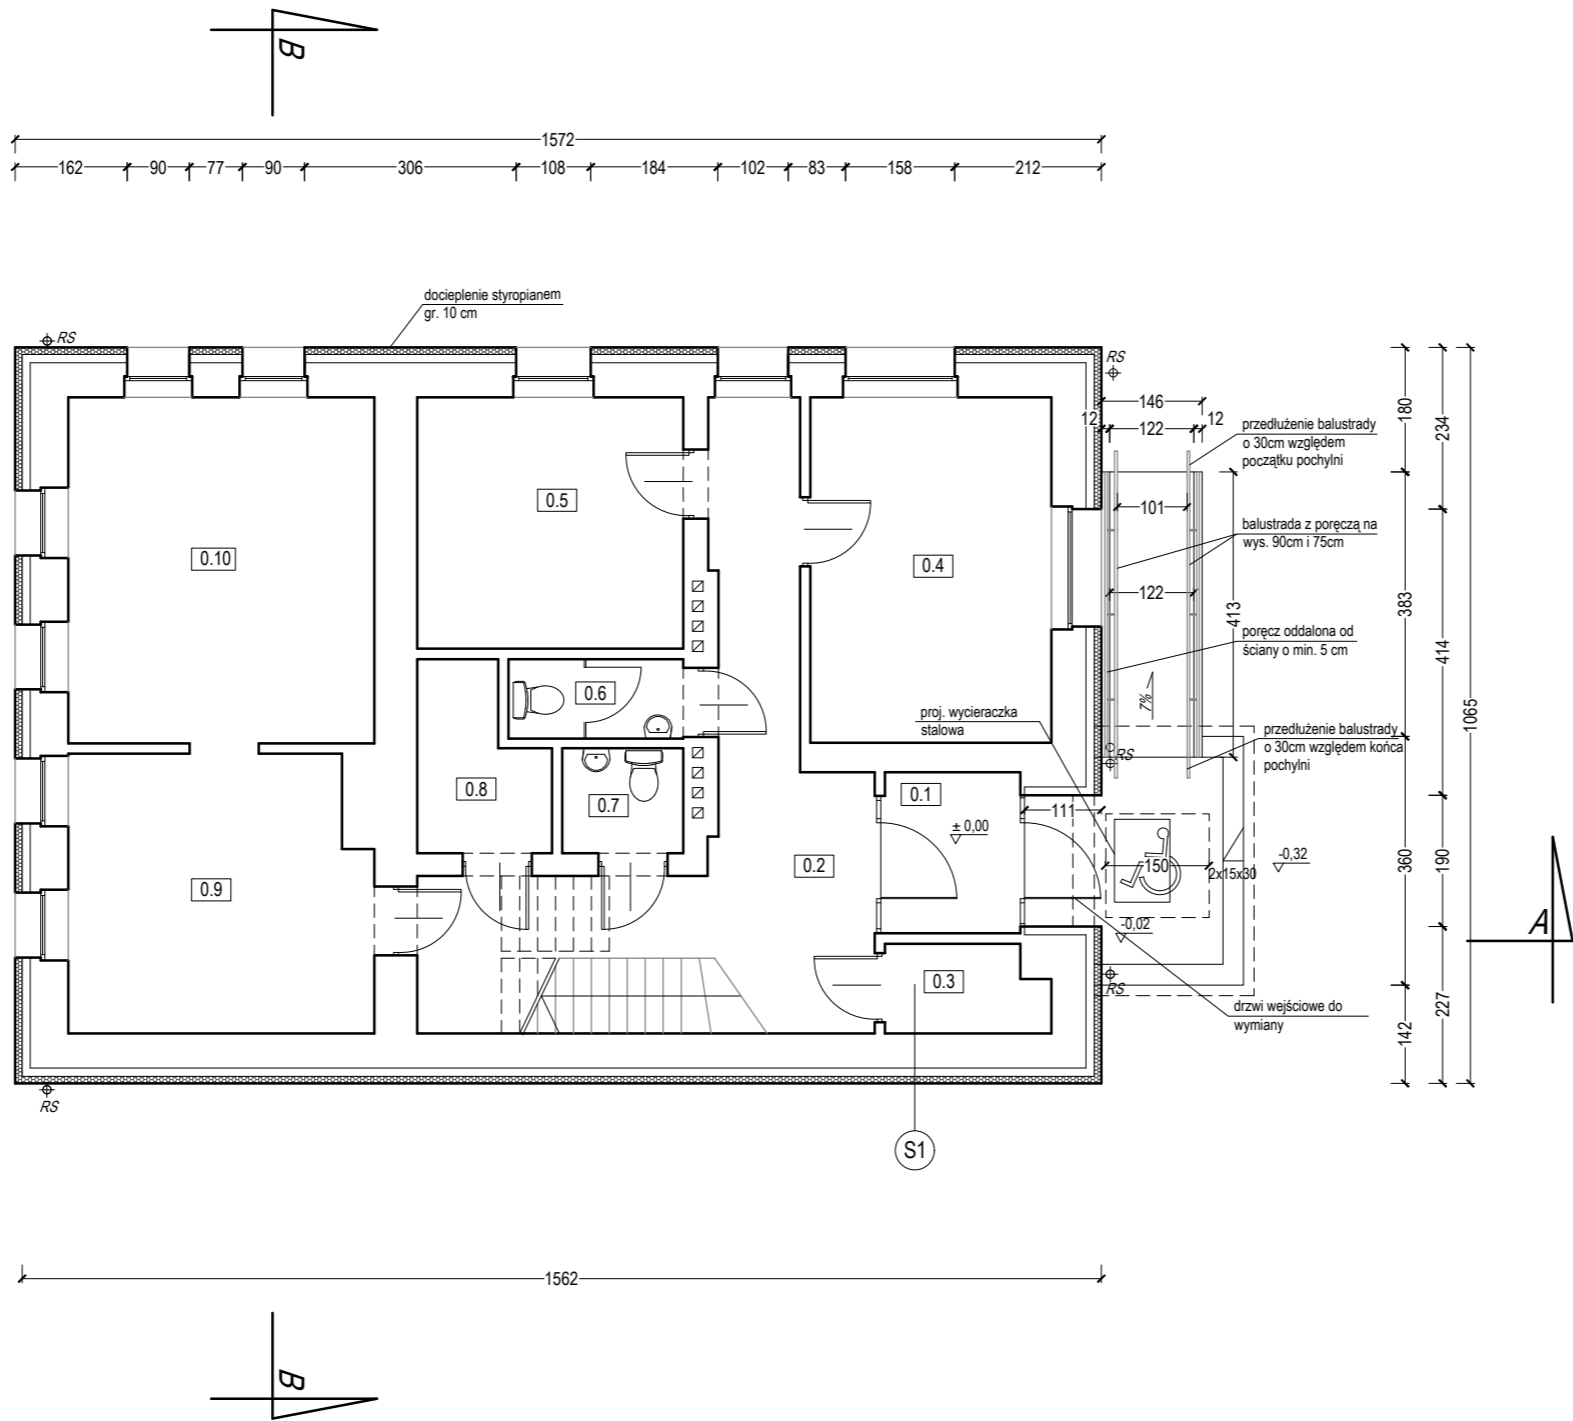 B
1572
162 90 77 90 306 108 184 102 83 158 212
docieplenie styropianem
gr. 10 cm
RS
RS
146
12 122 12
przedłużenie balustrady
o 30cm względem
początku pochylni
180
234
101
balustrada z poręczą na
wys. 90cm i 75cm
0.5
0.10
0.4
122
413
383
414
1065
poręcz oddalona od
ściany o min. 5 cm
0.6
7%
proj. wycieraczka
stalowa
przedłużenie balustrady
o 30cm względem końca
pochylni
RS
0.8
0.7
0.1
± 0,00
111
0.9
0.2
150
2x15x30
-0,32
360
190
-0,02
A
0.3
RS
drzwi wejściowe do
wymiany
142
227
RS
S1
1562
B